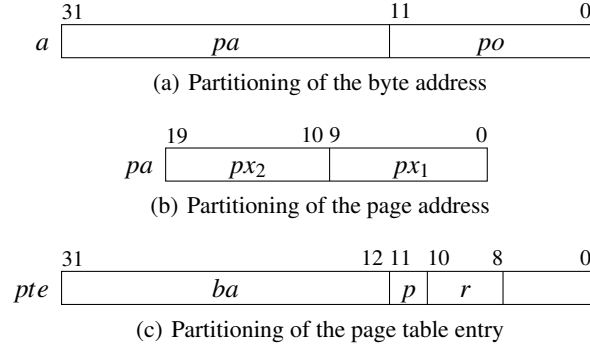 31 11 0
a pa po
(a) Partitioning of the byte address
19 10 9 0
pa px₂ px₁
(b) Partitioning of the page address
31 12 11 10 8 0
pte ba p r
(c) Partitioning of the page table entry